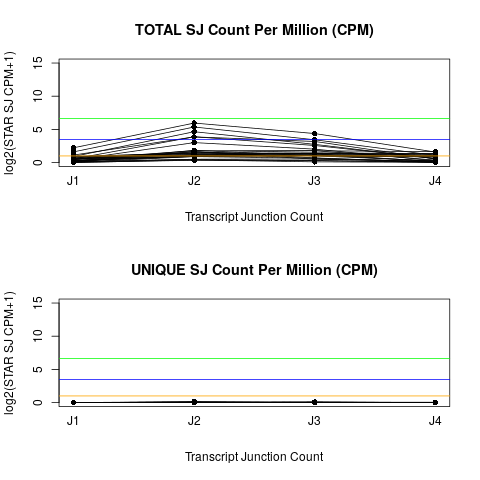 TOTAL SJ Count Per Million (CPM)
log2(STAR SJ CPM+1)
15
10
5
0
J1 J2 J3 J4
Transcript Junction Count
UNIQUE SJ Count Per Million (CPM)
log2(STAR SJ CPM+1)
15
10
5
0
J1 J2 J3 J4
Transcript Junction Count